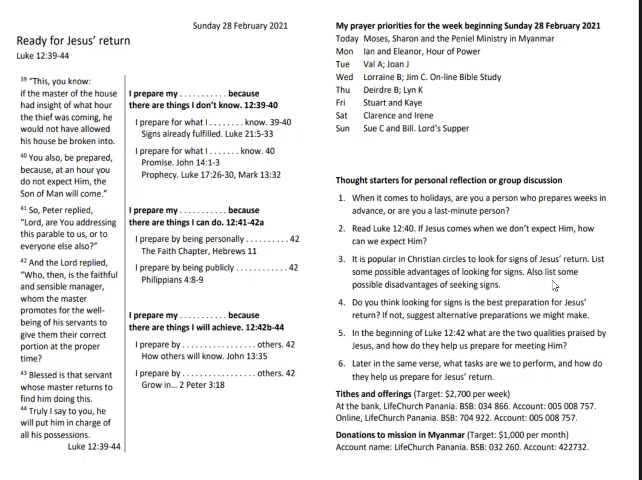 Sunday 28 February 2021
Ready for Jesus' return
Luke 12:39-44
39 "This, you know:
if the master of the house
had insight of what hour
the thief was coming, he
would not have allowed
his house be broken into.
40 You also, be prepared,
because, at an hour you
do not expect Him, the
Son of Man will come."
41 So, Peter replied,
"Lord, are You addressing
this parable to us, or to
everyone else also?"
42 And the Lord replied,
"Who, then, is the faithful
and sensible manager,
whom the master
promotes for the well-
being of his servants to
give them their correct
portion at the proper
time?
43 Blessed is that servant
whose master returns to
find him doing this.
44 Truly I say to you, he
will put him in charge of
all his possessions.
Luke 12:39-44
I prepare my . . . . . . . . . . . because
there are things I don't know. 12:39-40
I prepare for what I . . . . . . . . know. 39-40
Signs already fulfilled. Luke 21:5-33
I prepare for what I . . . . . . . know. 40
Promise. John 14:1-3
Prophecy. Luke 17:26-30, Mark 13:32
I prepare my . . . . . . . . . . . because
there are things I can do. 12:41-42a
I prepare by being personally . . . . . . . . . . 42
The Faith Chapter, Hebrews 11
I prepare by being publicly . . . . . . . . . . . . 42
Philippians 4:8-9
I prepare my . . . . . . . . . . . because
there are things I will achieve. 12:42b-44
I prepare by . . . . . . . . . . . . . . . . . others. 42
How others will know. John 13:35
I prepare by . . . . . . . . . . . . . . . . . others. 42
Grow in... 2 Peter 3:18
My prayer priorities for the week beginning Sunday 28 February 2021
Today Moses, Sharon and the Peniel Ministry in Myanmar
Mon Ian and Eleanor, Hour of Power
Tue Val A; Joan J
Wed Lorraine B; Jim C. On-line Bible Study
Thu Deirdre B; Lyn K
Fri Stuart and Kaye
Sat Clarence and Irene
Sun Sue C and Bill. Lord's Supper
Thought starters for personal reflection or group discussion
1. When it comes to holidays, are you a person who prepares weeks in
advance, or are you a last-minute person?
2. Read Luke 12:40. If Jesus comes when we don't expect Him, how
can we expect Him?
3. It is popular in Christian circles to look for signs of Jesus' return. List
some possible advantages of looking for signs. Also list some
possible disadvantages of seeking signs.
4. Do you think looking for signs is the best preparation for Jesus'
return? If not, suggest alternative preparations we might make.
5. In the beginning of Luke 12:42 what are the two qualities praised by
Jesus, and how do they help us prepare for meeting Him?
6. Later in the same verse, what tasks are we to perform, and how do
they help us prepare for Jesus' return.
Tithes and offerings (Target: $2,700 per week)
At the bank, LifeChurch Panania. BSB: 034 866. Account: 005 008 757.
Online, LifeChurch Panania. BSB: 704 922. Account: 005 008 757.
Donations to mission in Myanmar (Target: $1,000 per month)
Account name: LifeChurch Panania. BSB: 032 260. Account: 422732.